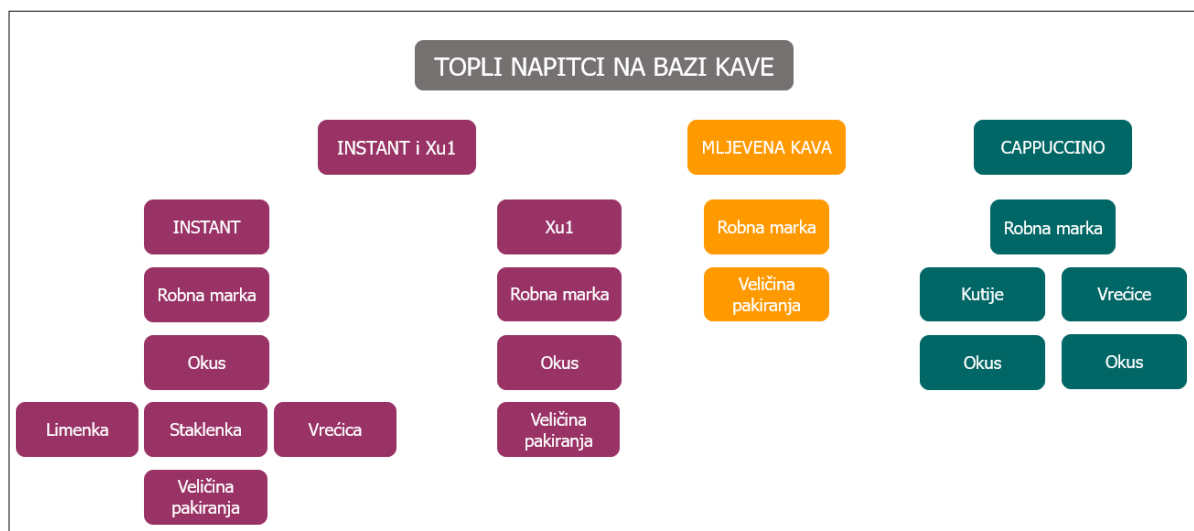 TOPLI NAPITCI NA BAZI KAVE
INSTANT i Xu1
MLJEVENA KAVA
CAPPUCCINO
INSTANT
Xu1
Robna marka
Robna marka
Robna marka
Robna marka
Veličina
pakiranja
Kutije
Vrećice
Okus
Okus
Okus
Okus
Limenka
Staklenka
Vrećica
Veličina
pakiranja
Veličina
pakiranja